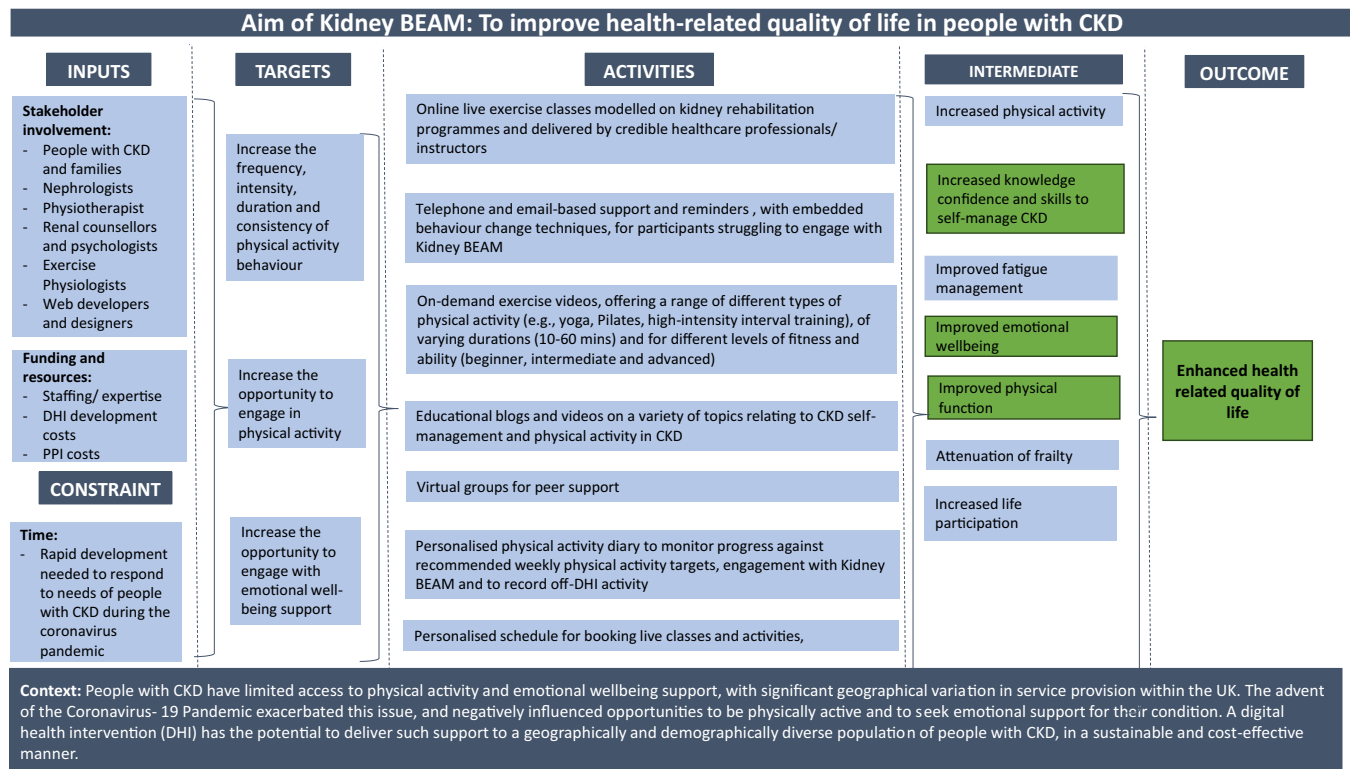 Aim of Kidney BEAM: To improve health-related quality of life in people with CKD
INPUTS
Stakeholder
involvement:
- People with CKD
and families
- Nephrologists
- Physiotherapist
- Renal counsellors
and psychologists
- Exercise
Physiologists
- Web developers
and designers
Funding and
resources:
- Staffing/ expertise
- DHI development
costs
- PPI costs
CONSTRAINT
Time:
- Rapid development
needed to respond
to needs of people
with CKD during the
coronavirus
pandemic
TARGETS
Increase the
frequency,
intensity,
duration and
consistency of
physical activity
behaviour
Increase the
opportunity to
engage in
physical activity
Increase the
opportunity to
engage with
emotional well-
being support
ACTIVITIES
Online live exercise classes modelled on kidney rehabilitation
programmes and delivered by credible healthcare professionals/
instructors
Telephone and email-based support and reminders , with embedded
behaviour change techniques, for participants struggling to engage with
Kidney BEAM
On-demand exercise videos, offering a range of different types of
physical activity (e.g., yoga, Pilates, high-intensity interval training), of
varying durations (10-60 mins) and for different levels of fitness and
ability (beginner, intermediate and advanced)
Educational blogs and videos on a variety of topics relating to CKD self-
management and physical activity in CKD
Virtual groups for peer support
Personalised physical activity diary to monitor progress against
recommended weekly physical activity targets, engagement with Kidney
BEAM and to record off-DHI activity
Personalised schedule for booking live classes and activities,
INTERMEDIATE
Increased physical activity
Increased knowledge
confidence and skills to
self-manage CKD
Improved fatigue
management
Improved emotional
wellbeing
Improved physical
function
Attenuation of frailty
Increased life
participation
OUTCOME
Enhanced health
related quality of
life
Context: People with CKD have limited access to physical activity and emotional wellbeing support, with significant geographical variation in service provision within the UK. The advent
of the Coronavirus- 19 Pandemic exacerbated this issue, and negatively influenced opportunities to be physically active and to seek emotional support for their condition. A digital
health intervention (DHI) has the potential to deliver such support to a geographically and demographically diverse population of people with CKD, in a sustainable and cost-effective
manner.